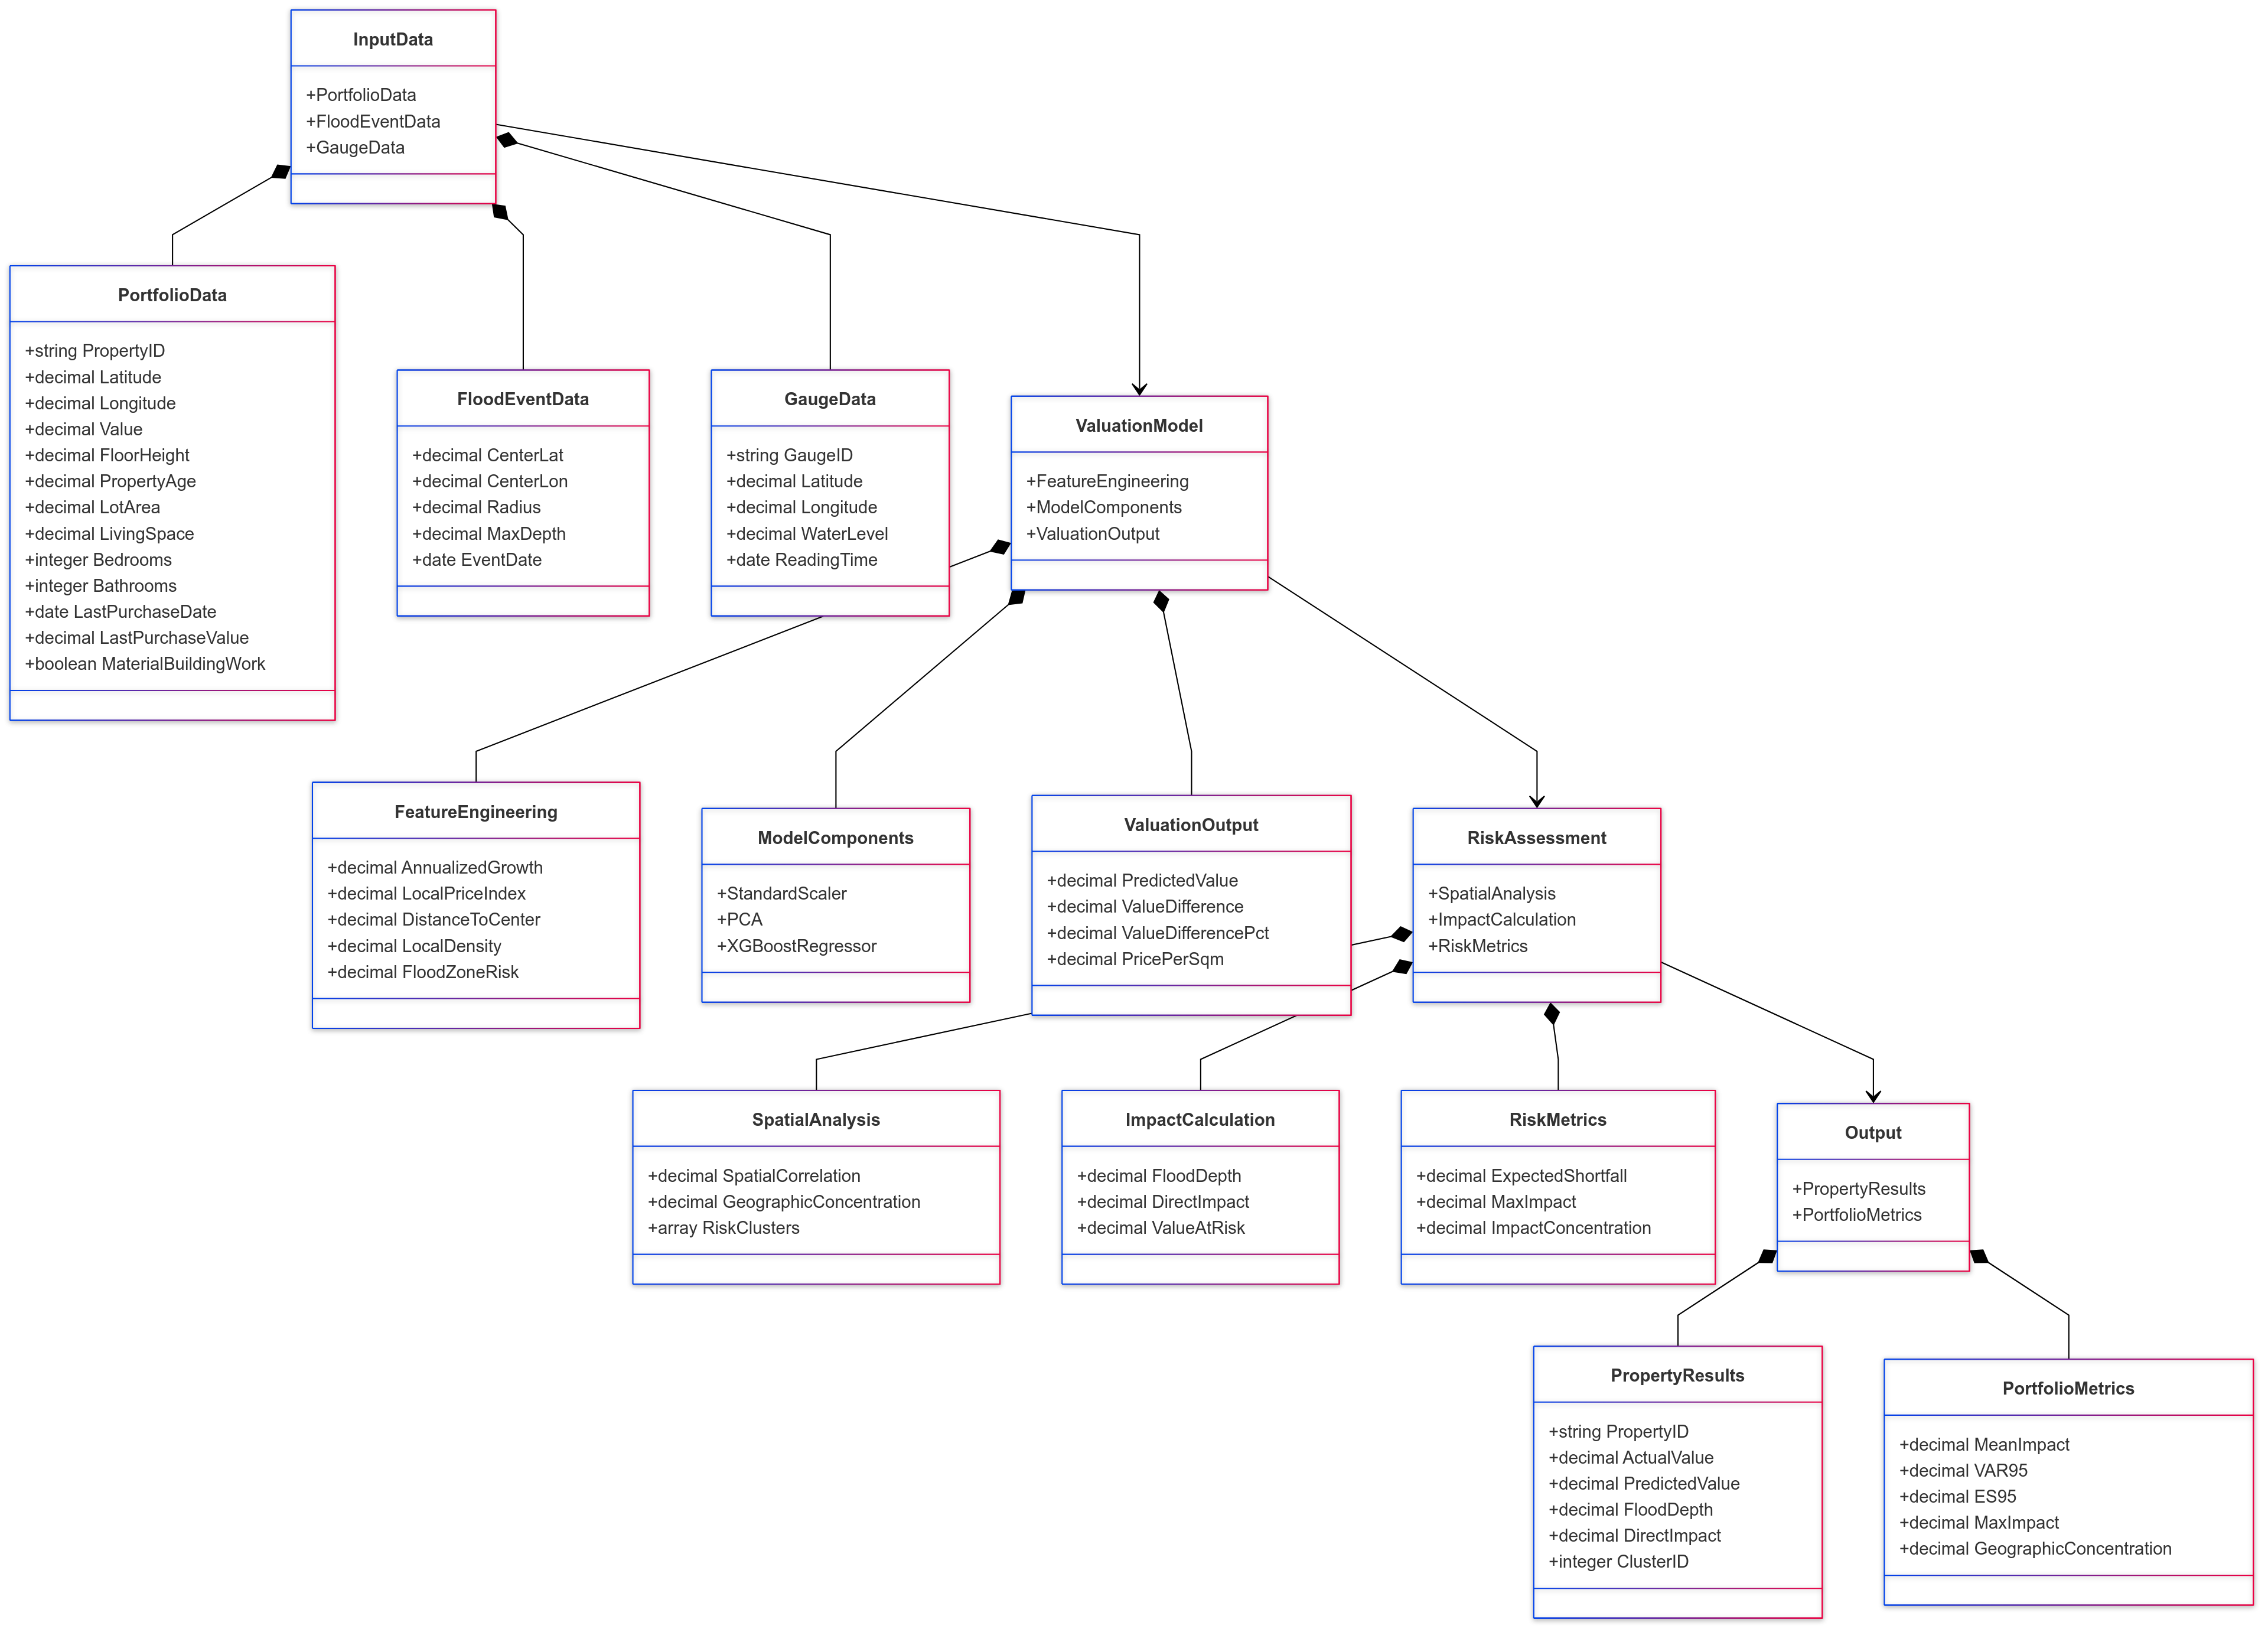 InputData
+PortfolioData
+FloodEventData
+GaugeData
PortfolioData
+string PropertyID
+decimal Latitude
+decimal Longitude
+decimal Value
+decimal FloorHeight
+decimal PropertyAge
+decimal LotArea
+decimal LivingSpace
+integer Bedrooms
+integer Bathrooms
+date LastPurchaseDate
+decimal LastPurchaseValue
+boolean MaterialBuildingWork
FloodEventData
+decimal CenterLat
+decimal CenterLon
+decimal Radius
+decimal MaxDepth
+date EventDate
GaugeData
+string GaugeID
+decimal Latitude
+decimal Longitude
+decimal WaterLevel
+date ReadingTime
ValuationModel
+FeatureEngineering
+ModelComponents
+ValuationOutput
FeatureEngineering
+decimal AnnualizedGrowth
+decimal LocalPriceIndex
+decimal DistanceToCenter
+decimal LocalDensity
+decimal FloodZoneRisk
ModelComponents
+StandardScaler
+PCA
+XGBoostRegressor
ValuationOutput
+decimal PredictedValue
+decimal ValueDifference
+decimal ValueDifferencePct
+decimal PricePerSqm
RiskAssessment
+SpatialAnalysis
+ImpactCalculation
+RiskMetrics
SpatialAnalysis
+decimal SpatialCorrelation
+decimal GeographicConcentration
+array RiskClusters
ImpactCalculation
+decimal FloodDepth
+decimal DirectImpact
+decimal ValueAtRisk
RiskMetrics
+decimal ExpectedShortfall
+decimal MaxImpact
+decimal ImpactConcentration
Output
+PropertyResults
+PortfolioMetrics
PropertyResults
+string PropertyID
+decimal ActualValue
+decimal PredictedValue
+decimal FloodDepth
+decimal DirectImpact
+integer ClusterID
PortfolioMetrics
+decimal MeanImpact
+decimal VAR95
+decimal ES95
+decimal MaxImpact
+decimal GeographicConcentration